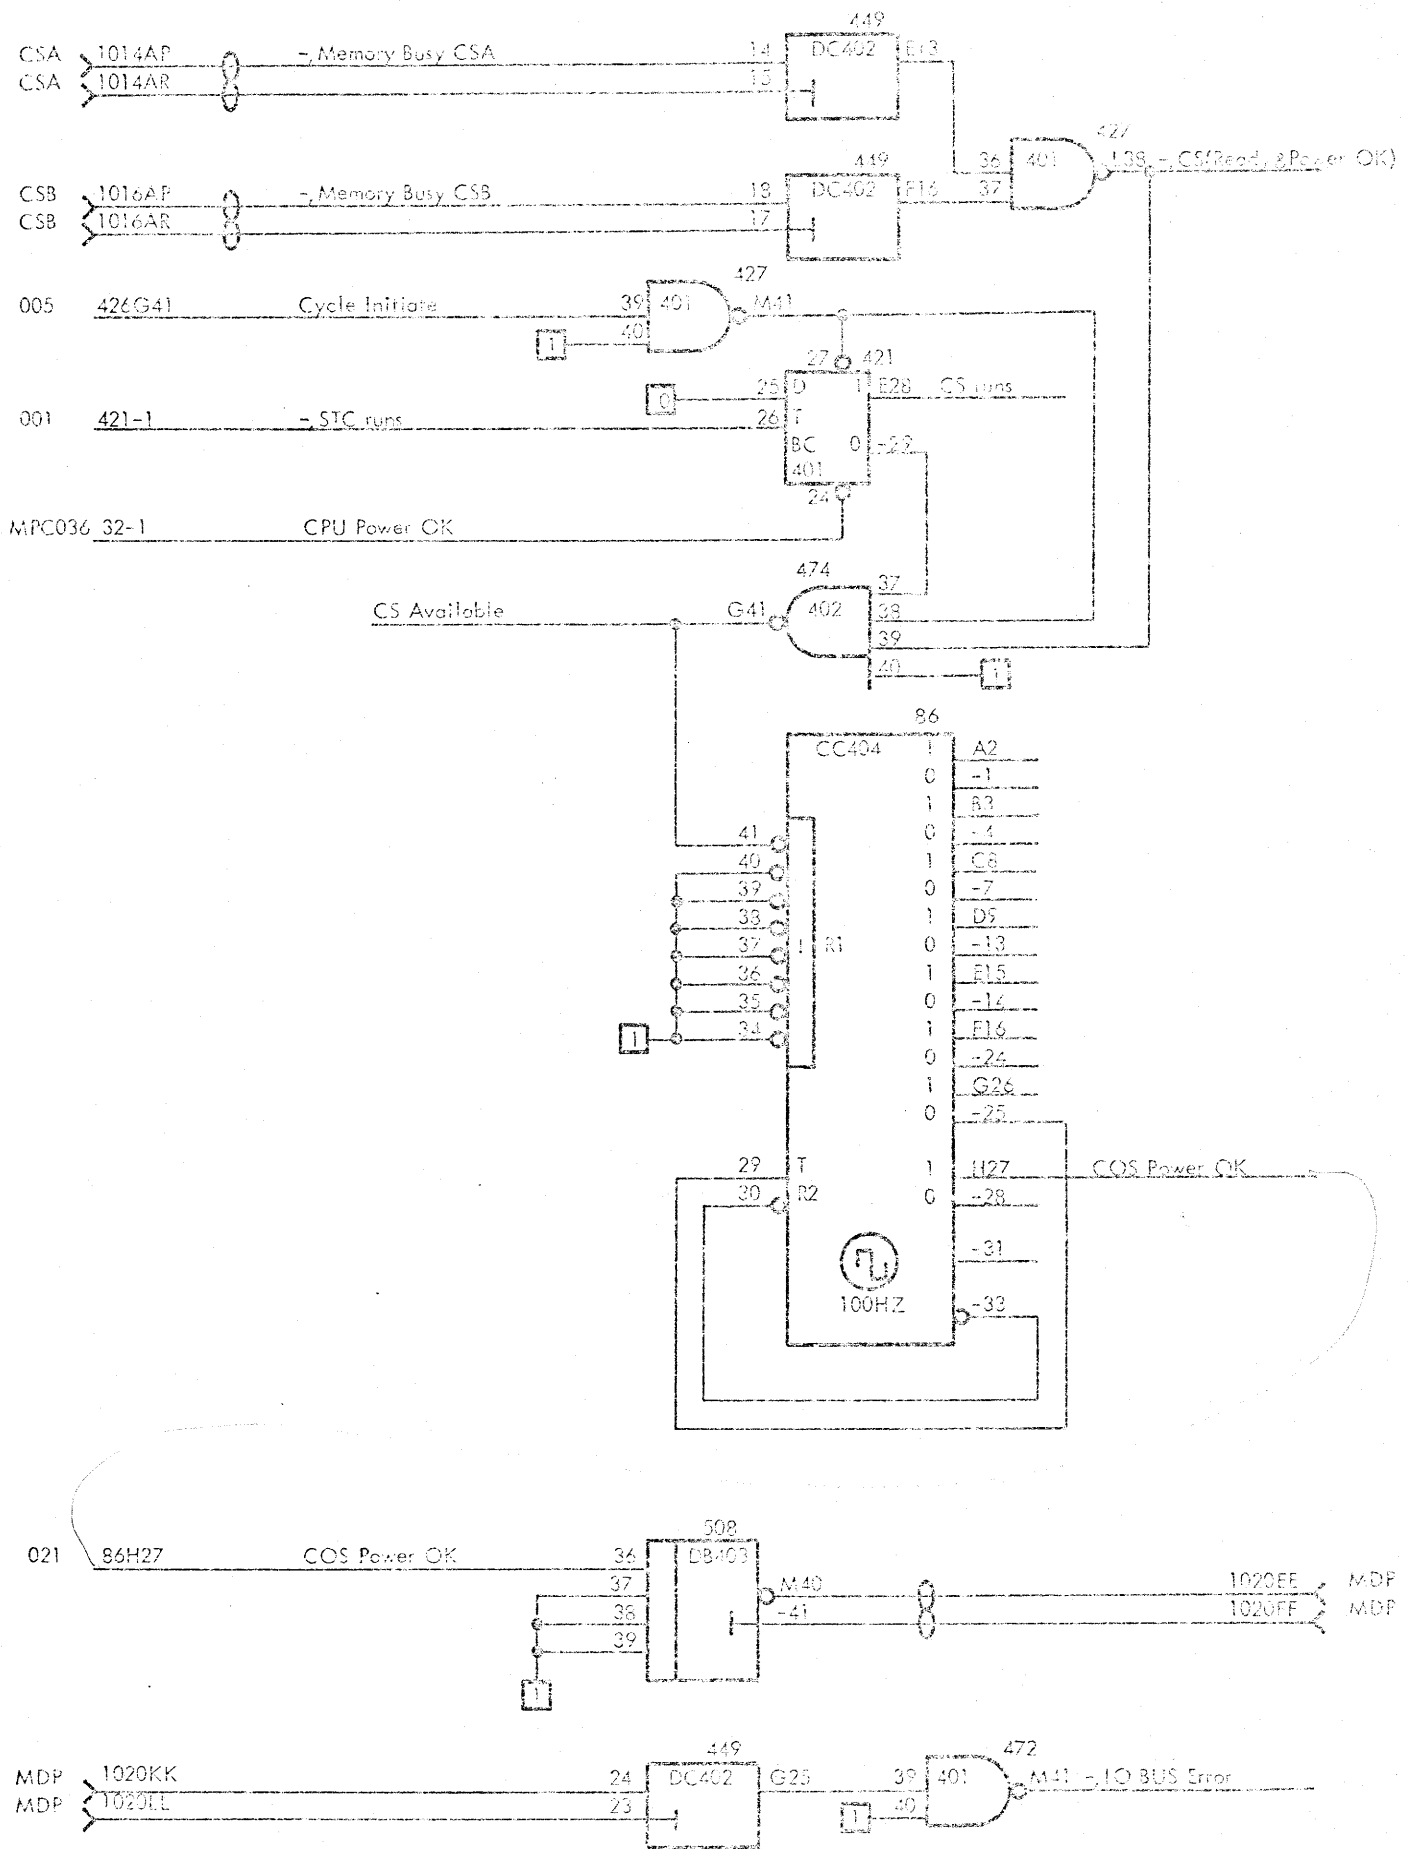 449
CSA 1014AP ¬, Memory Busy CSA 14 DC402 E13
CSA 1014AR 15
427
36 401 L38 ¬, CS(Ready &Power OK)
449
CSB 1016AP ¬, Memory Busy CSB 18 DC402 F16 37
CSB 1016AR 17
427
005 426G41 Cycle Initiate 39 401 M41
1 40
27 421
0 25 D 1 E28 CS runs
001 421-1 ¬, STC runs 26 T
BC 0 -29
401
24
MPC036 32-1 CPU Power OK
474
37
CS Available G41 402 38
39
40 1
86
CC404 1 A2
0 -1
1 B3
0 -4
41
40 1 C8
39 0 -7
38 1 D9
37 1 R1 0 -13
36 1 E15
35 0 -14
1 34 1 F16
0 -24
1 G26
0 -25
29 T 1 H27 COS Power OK
30 R2 0 -28
-31
100HZ -33
508
021 86H27 COS Power OK 36 DB403
37 M40 1020EE MDP
38 -41 1020FF MDP
39
1
449 472
MDP 1020KK 24 DC402 G25 39 401 M41 ¬, IO BUS Error
MDP 1020LL 23 1 40